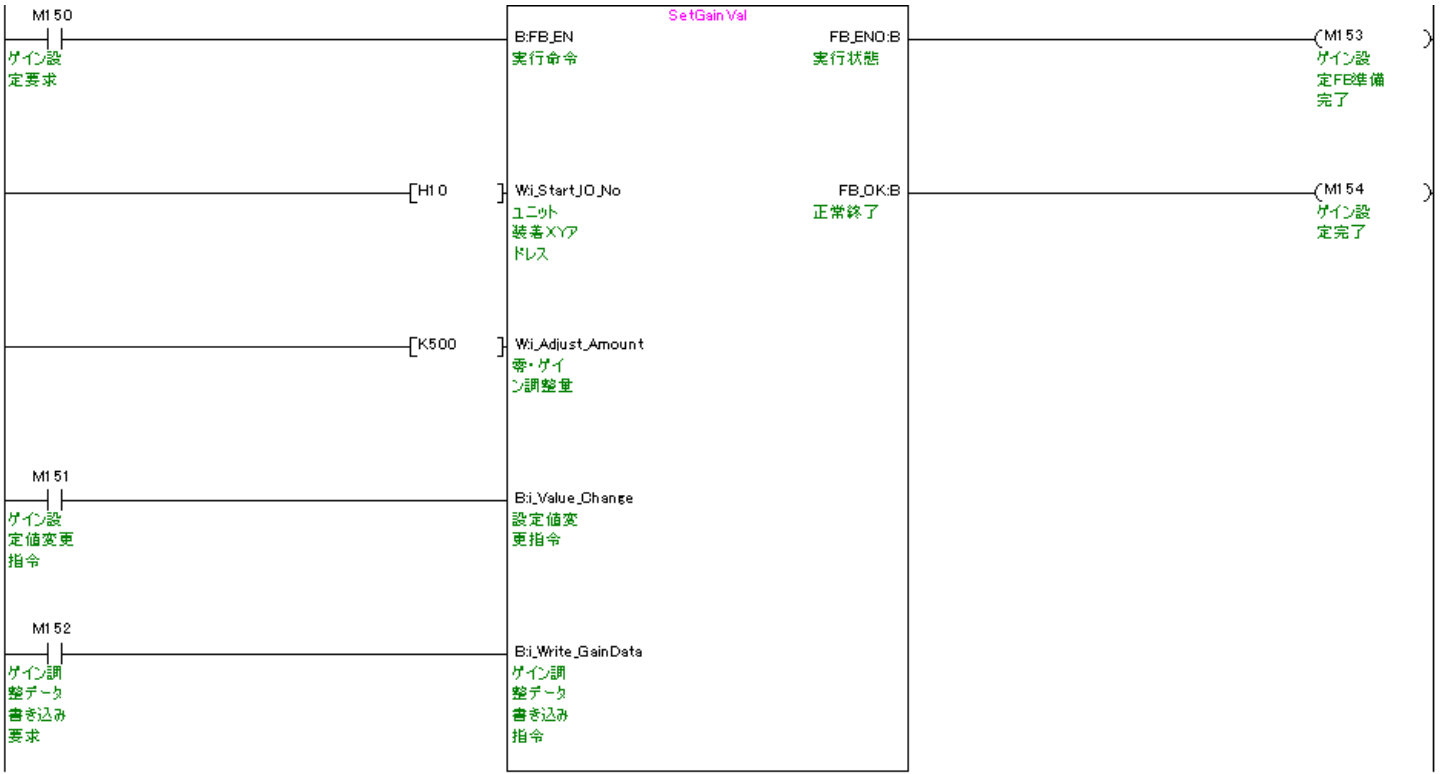 M150
SetGainVal
B:FB_EN
FB_ENO:B
M153
ゲイン設
定要求
実行命令
実行状態
ゲイン設
定FB準備
完了
H10
W:i_Start_IO_No
FB_OK:B
M154
ユニット
装着XYア
ドレス
正常終了
ゲイン設
定完了
K500
W:i_Adjust_Amount
零・ゲイ
ン調整量
M151
B:i_Value_Change
ゲイン設
定値変更
指令
設定値変
更指令
M152
B:i_Write_GainData
ゲイン調
整データ
書き込み
要求
ゲイン調
整データ
書き込み
指令